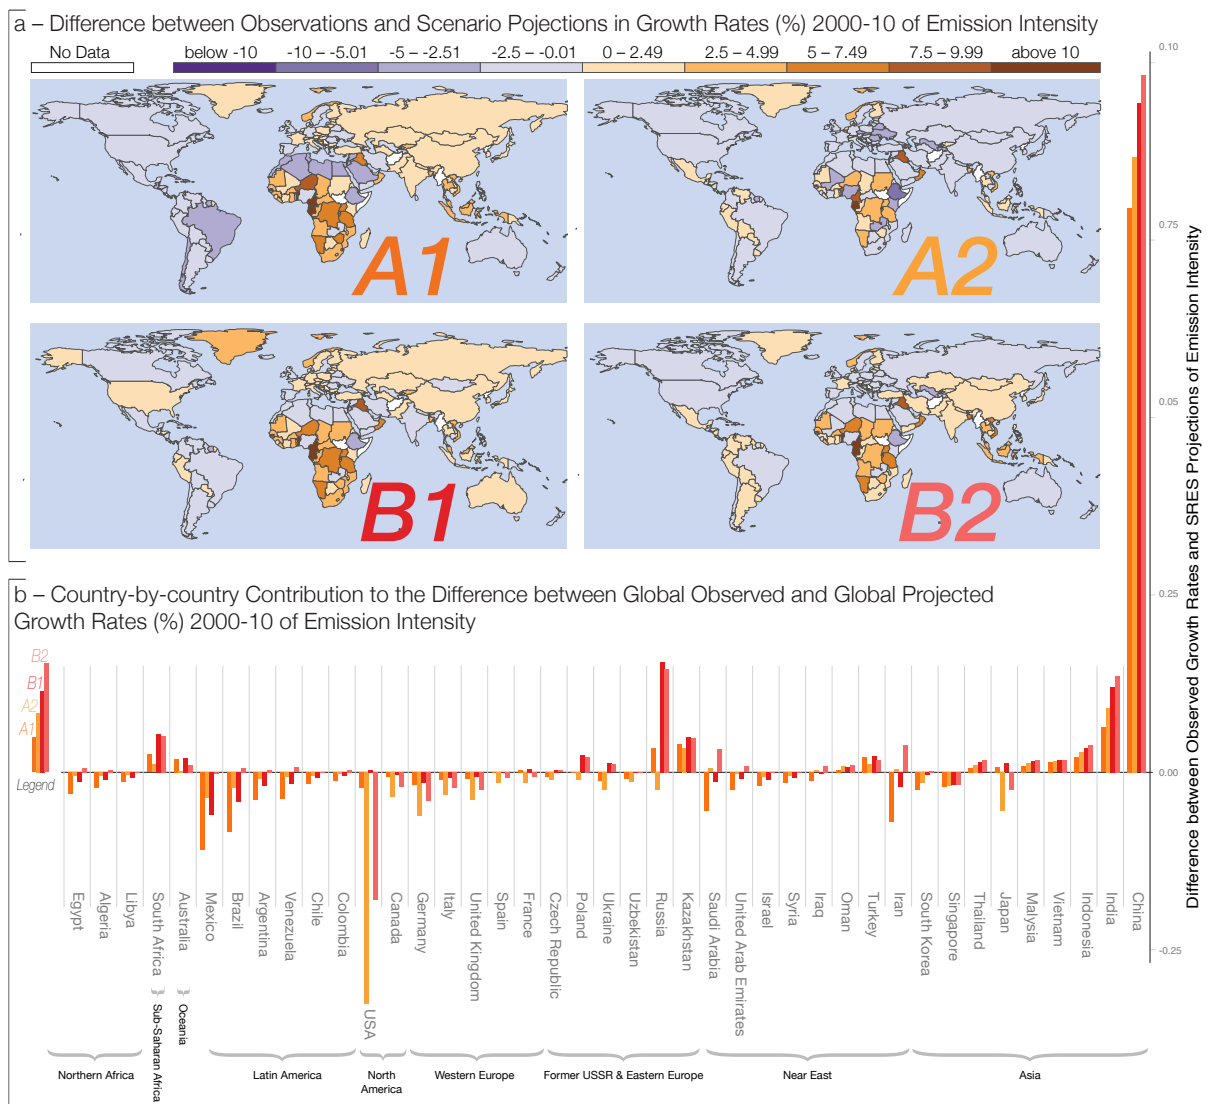 a – Difference between Observations and Scenario Pojections in Growth Rates (%) 2000-10 of Emission Intensity
No Data
below -10
-10 – -5.01
-5 – -2.51
-2.5 – -0.01
0 – 2.49
2.5 – 4.99
5 – 7.49
7.5 – 9.99
above 10
A1
A2
B1
B2
b – Country-by-country Contribution to the Difference between Global Observed and Global Projected
Growth Rates (%) 2000-10 of Emission Intensity
B2
B1
A2
A1
Legend
0.10
0.75
0.05
0.25
0.00
-0.25
Difference between Observed Growth Rates and SRES Projections of Emission Intensity
Egypt
Algeria
Libya
South Africa
Australia
Mexico
Brazil
Argentina
Venezuela
Chile
Colombia
USA
Canada
Germany
Italy
United Kingdom
Spain
France
Czech Republic
Poland
Ukraine
Uzbekistan
Russia
Kazakhstan
Saudi Arabia
United Arab Emirates
Israel
Syria
Iraq
Oman
Turkey
Iran
South Korea
Singapore
Thailand
Japan
Malysia
Vietnam
Indonesia
India
China
Northern Africa
Sub-Saharan Africa
Oceania
Latin America
North
America
Western Europe
Former USSR & Eastern Europe
Near East
Asia